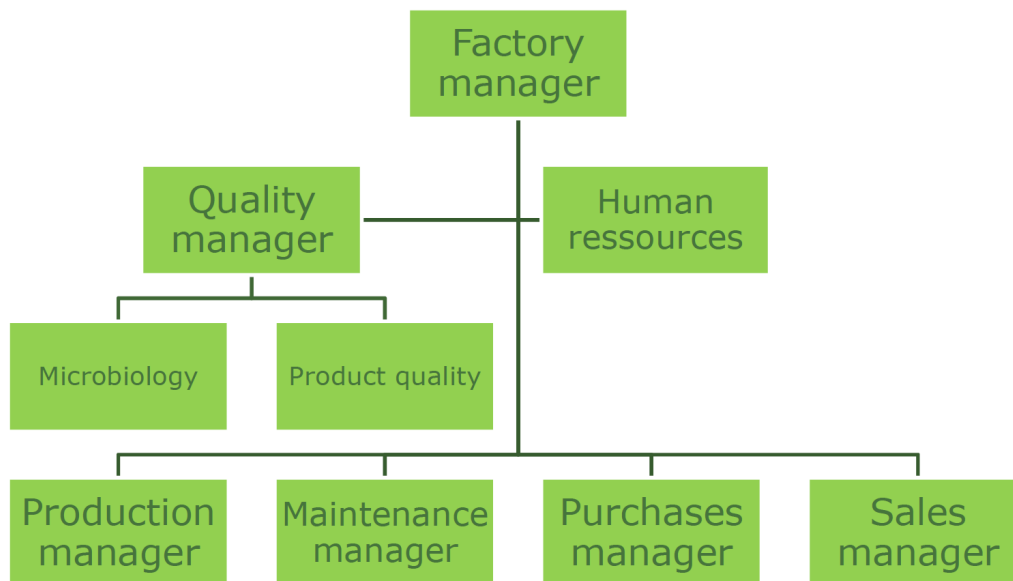 Factory
manager
Quality
manager
Human
ressources
Microbiology
Product quality
Production
manager
Maintenance
manager
Purchases
manager
Sales
manager